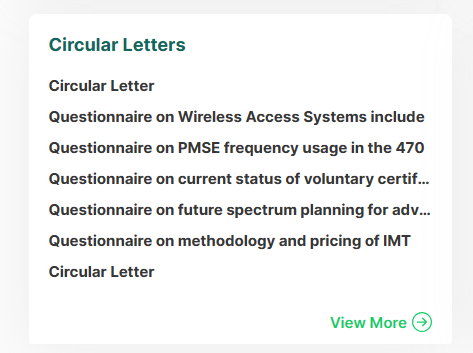 Circular Letters
Circular Letter
Questionnaire on Wireless Access Systems include
Questionnaire on PMSE frequency usage in the 470
Questionnaire on current status of voluntary certif...
Questionnaire on future spectrum planning for adv...
Questionnaire on methodology and pricing of IMT
Circular Letter
View More